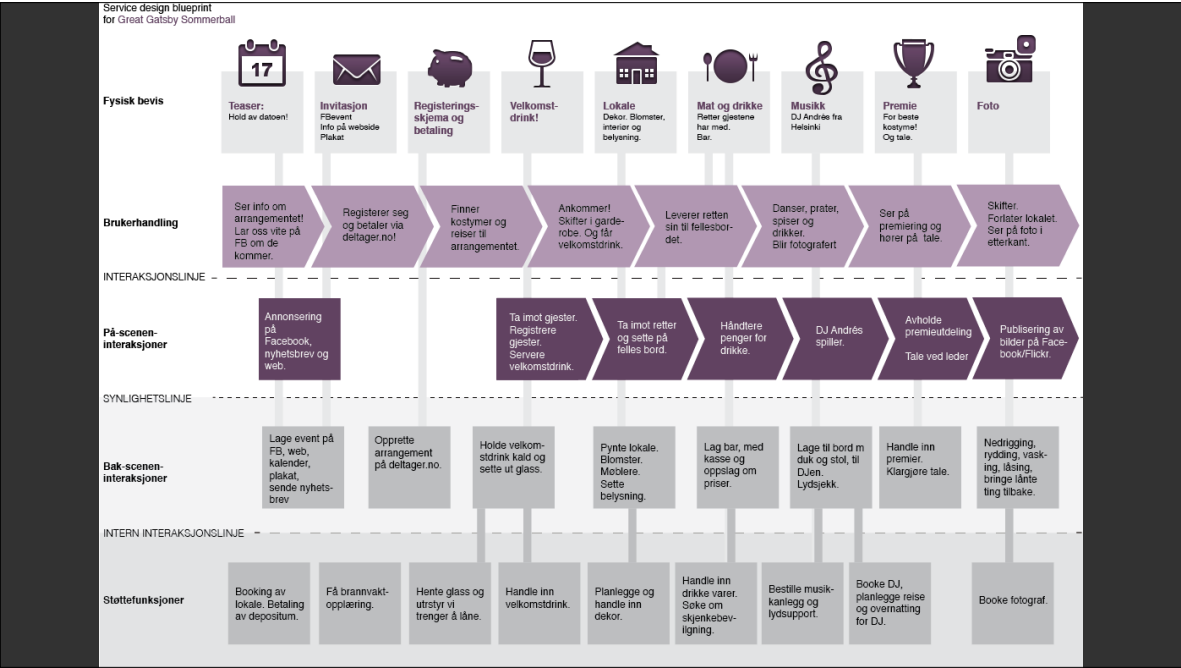 Service design blueprint
for Great Gatsby Sommerball
17
Fysisk bevis
Teaser:
Hold av datoen!
Invitasjon
FBevent
Info på webside
Plakat
Registerings-
skjema og
betaling
Velkomst-
drink!
Lokale
Dekor. Blomster,
interiør og
belysning.
Mat og drikke
Retter gjestene
har med.
Bar.
Musikk
DJ Andrès fra
Helsinki
Premie
For beste
kostyme!
Og tale.
Foto
Brukerhandling
Ser info om
arrangementet!
Lar oss vite på
FB om de
kommer.
Registerer seg
og betaler via
deltager.no!
Finner
kostymer og
reiser til
arrangementet.
Ankommer!
Skifter i garde-
robe. Og får
velkomstdrink.
Leverer retten
sin til fellesbor-
det.
Danser, prater,
spiser og
drikker.
Blir fotografert
Ser på
premiering og
hører på tale.
Skifter.
Forlater lokalet.
Ser på foto i
etterkant.
INTERAKSJONSLINJE
På-scenen-
interaksjoner
Annonsering
på
Facebook,
nyhetsbrev og
web.
Ta imot gjester.
Registrere
gjester.
Servere
velkomstdrink.
Ta imot retter
og sette på
felles bord.
Håndtere
penger for
drikke.
DJ Andrès
spiller.
Avholde
premieutdeling
Tale ved leder
Publisering av
bilder på Face-
book/Flickr.
SYNLIGHETSLINJE
Bak-scenen-
interaksjoner
Lage event på
FB, web,
kalender,
plakat,
sende nyhets-
brev
Opprette
arrangement
på deltager.no.
Holde velkom-
stdrink kald og
sette ut glass.
Pynte lokale.
Blomster.
Møblere.
Sette
belysning.
Lag bar, med
kasse og
oppslag om
priser.
Lage til bord m
duk og stol, til
DJen.
Lydsjekk.
Handle inn
premier.
Klargjøre tale.
Nedrigging,
rydding, vask-
ing, låsing,
bringe lånte
ting tilbake.
INTERN INTERAKSJONSLINJE
Støttefunksjoner
Booking av
lokale. Betaling
av depositum.
Få brannvakt-
opplæring.
Hente glass og
utstyr vi
trenger å låne.
Handle inn
velkomstdrink.
Planlegge og
handle inn
dekor.
Handle inn
drikke varer.
Søke om
skjenkebev-
ilgning.
Bestille musik-
kanlegg og
lydsupport.
Booke DJ,
planlegge reise
og overnatting
for DJ.
Booke fotograf.